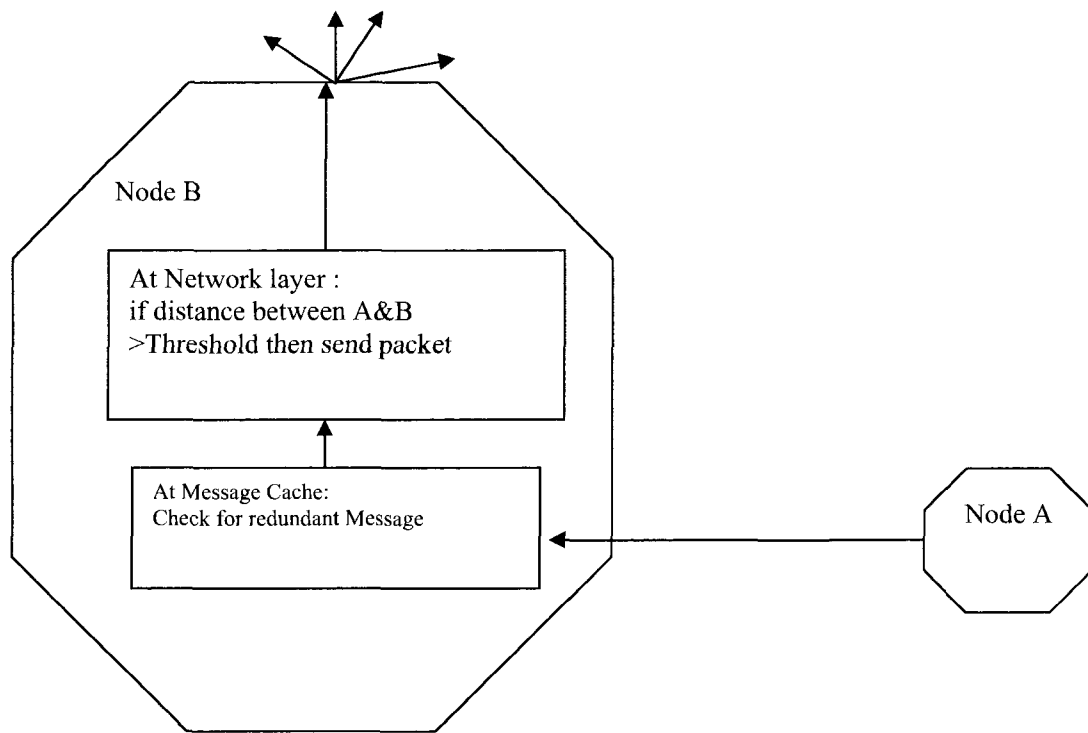 Node B
At Network layer :
if distance between A&B
>Threshold then send packet
At Message Cache:
Check for redundant Message
Node A